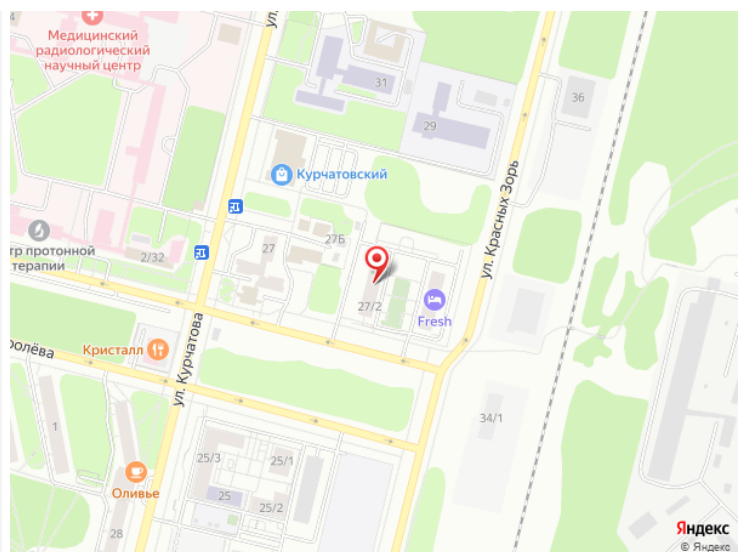 ул.
Медицинский
радиологический
научный центр
31
29
36
Курчатовский
ул. Красных Зорь
тр протонной
терапии
2/32
27
27Б
27/2
Fresh
Кристалл
ролёва
ул. Курчатова
34/1
1
25/3
25/1
25
25/2
Оливье
28
Яндекс
© Яндекс